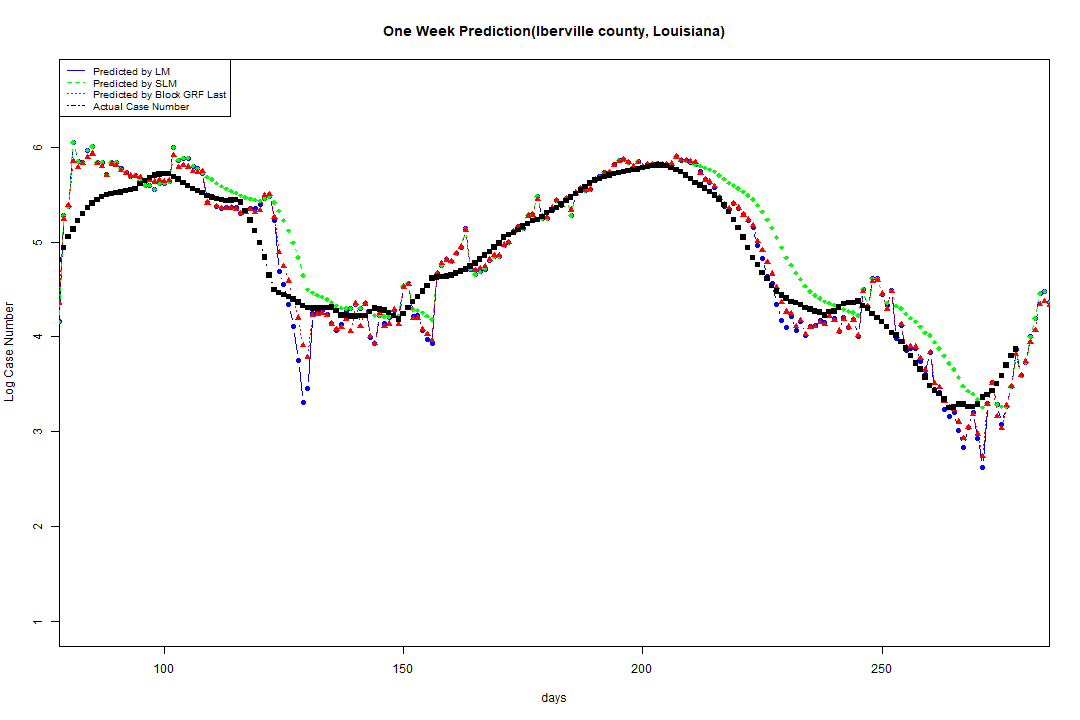 One Week Prediction(Iberville county, Louisiana)
Predicted by LM
Predicted by SLM
Predicted by Block GRF Last
Actual Case Number
Log Case Number
6
5
4
3
2
1
100 150 200 250
days